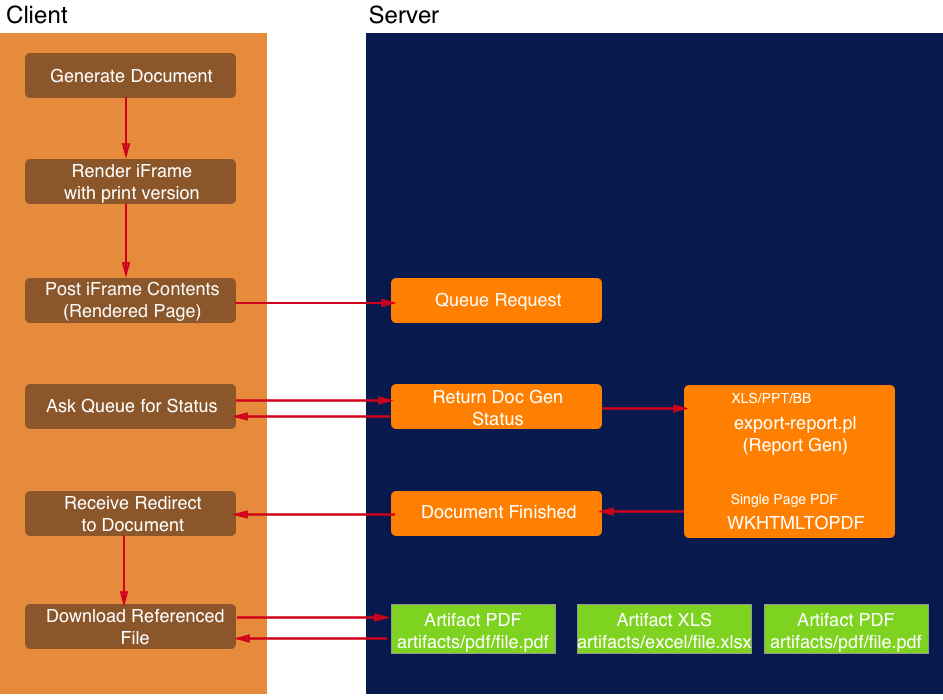 Client
Server
Generate Document
Render iFrame
with print version
Post iFrame Contents
(Rendered Page)
Queue Request
Ask Queue for Status
Return Doc Gen
Status
XLS/PPT/BB
export-report.pl
(Report Gen)
Single Page PDF
WKHTMLTOPDF
Receive Redirect
to Document
Document Finished
Download Referenced
File
Artifact PDF
artifacts/pdf/file.pdf
Artifact XLS
artifacts/excel/file.xlsx
Artifact PDF
artifacts/pdf/file.pdf